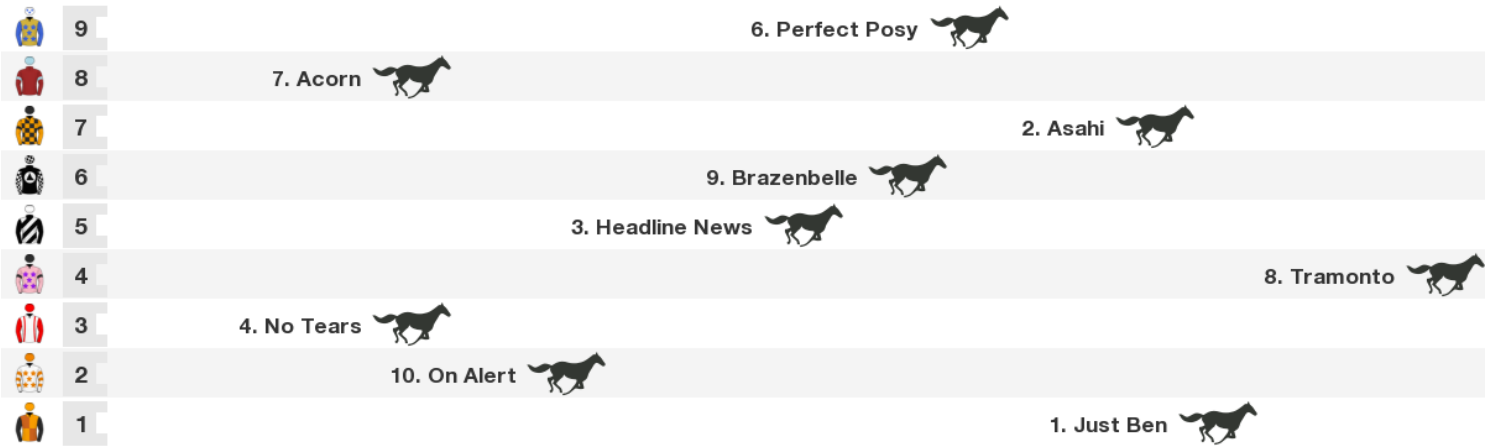 9 6. Perfect Posy
8 7. Acorn
7 2. Asahi
6 9. Brazenbelle
5 3. Headline News
4 8. Tramonto
3 4. No Tears
2 10. On Alert
1 1. Just Ben